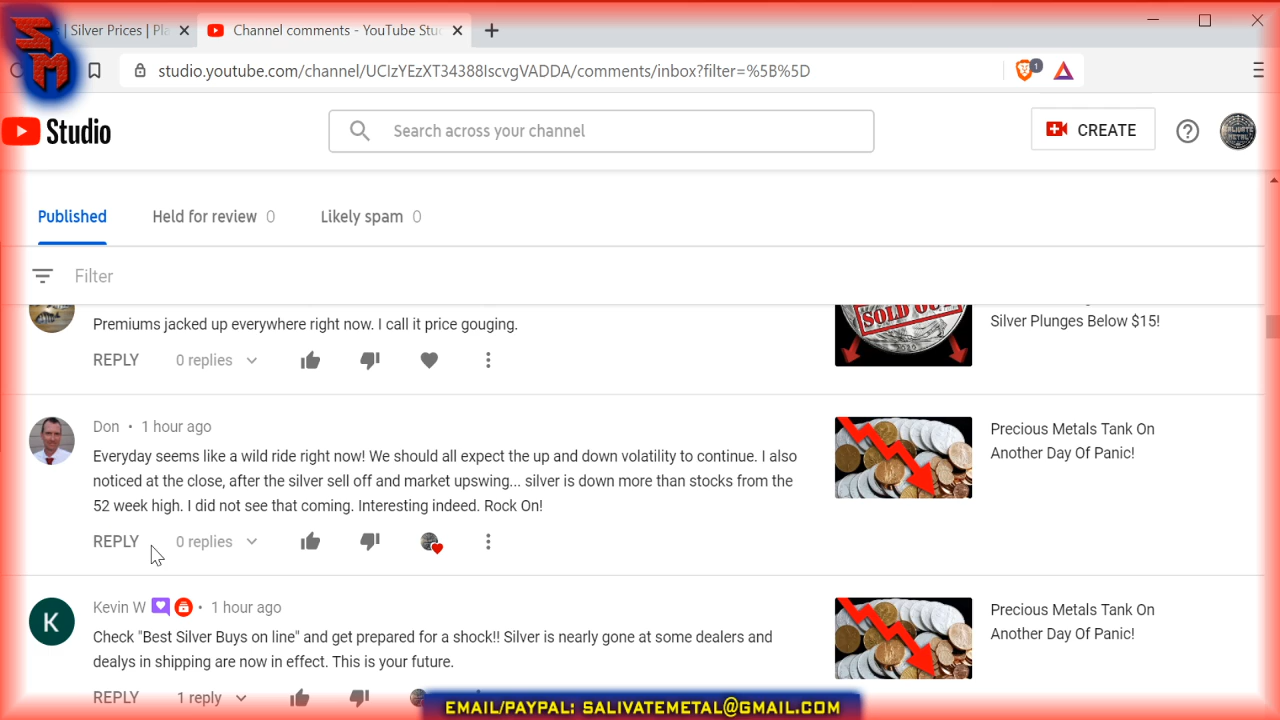 SM
| Silver Prices | Pl
Channel comments - YouTube Stu
studio.youtube.com/channel/UCIzYEzXT34388IscvgVADDA/comments/inbox?filter=%5B%5D
1
Studio
Search across your channel
CREATE
Published
Held for review 0
Likely spam 0
Filter
Premiums jacked up everywhere right now. I call it price gouging.
REPLY
0 replies
SOLD OUT
Silver Plunges Below $15!
Don • 1 hour ago
Everyday seems like a wild ride right now! We should all expect the up and down volatility to continue. I also
noticed at the close, after the silver sell off and market upswing... silver is down more than stocks from the
52 week high. I did not see that coming. Interesting indeed. Rock On!
REPLY
0 replies
Precious Metals Tank On
Another Day Of Panic!
K
Kevin W • 1 hour ago
Check "Best Silver Buys on line" and get prepared for a shock!! Silver is nearly gone at some dealers and
dealys in shipping are now in effect. This is your future.
REPLY
1 reply
Precious Metals Tank On
Another Day Of Panic!
EMAIL/PAYPAL: SALIVATEMETAL@GMAIL.COM